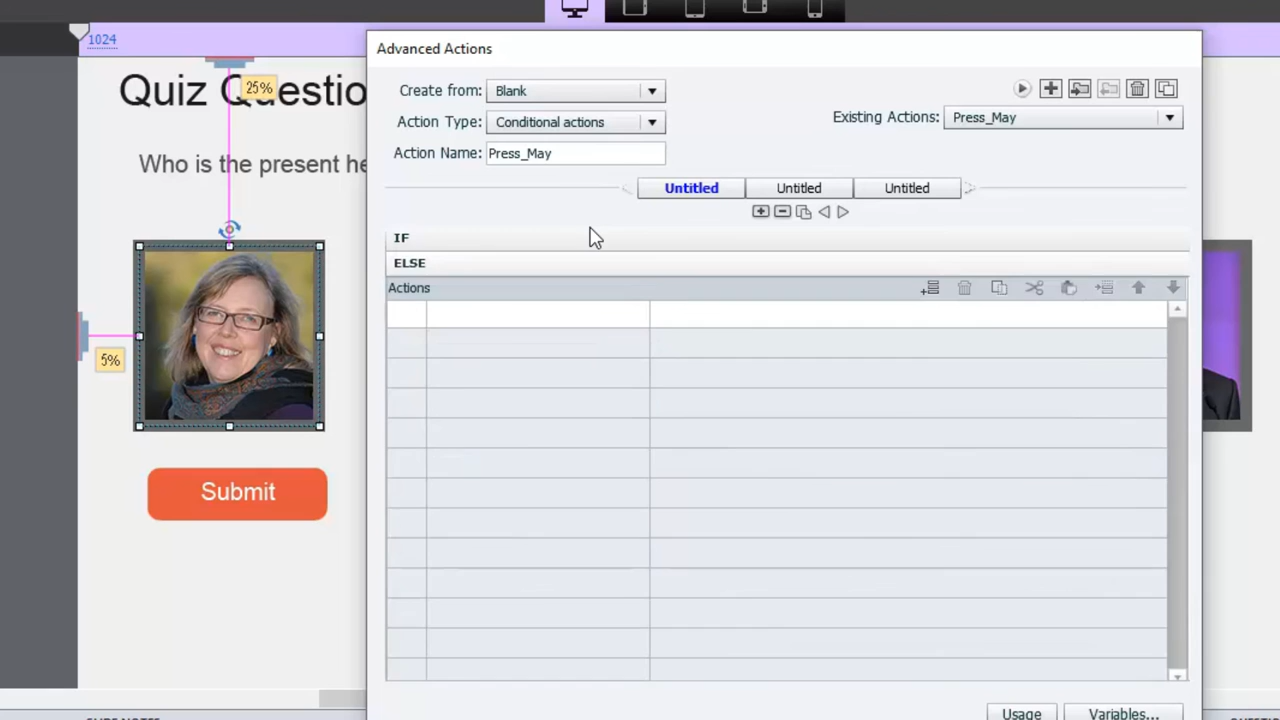 1024
Advanced Actions
25%
Quiz Questio
Create from: Blank
Existing Actions: Press_May
Action Type: Conditional actions
Action Name: Press_May
Who is the present he
Untitled Untitled Untitled
IF
ELSE
Actions
5%
Submit
Usage Variables...